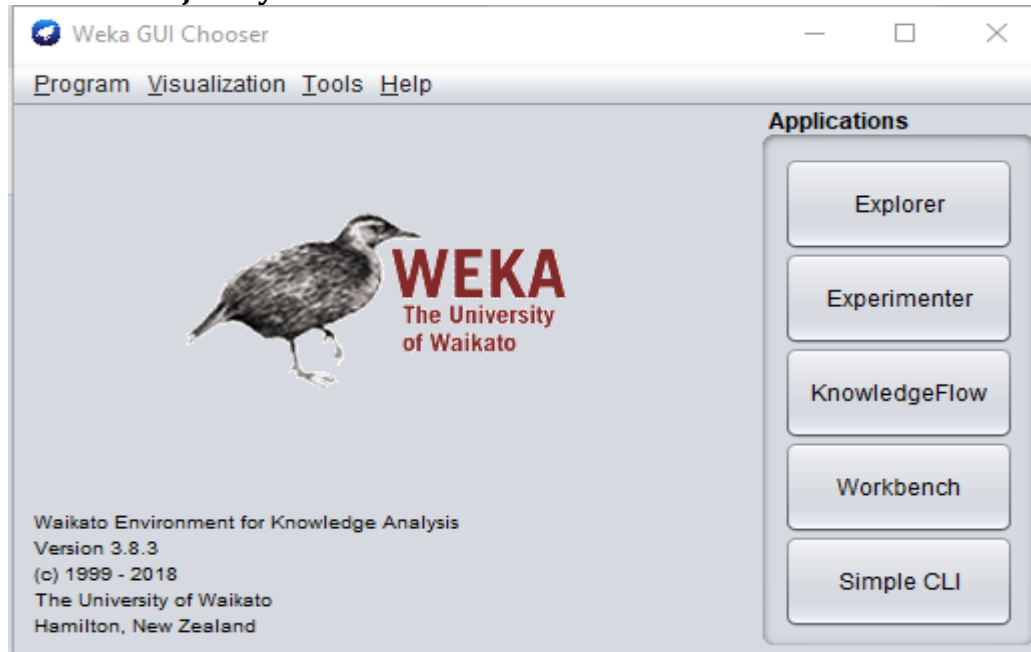 Weka GUI Chooser
Program Visualization Tools Help
Applications
Explorer
WEKA
The University
of Waikato
Experimenter
KnowledgeFlow
Workbench
Simple CLI
Waikato Environment for Knowledge Analysis
Version 3.8.3
(c) 1999 - 2018
The University of Waikato
Hamilton, New Zealand